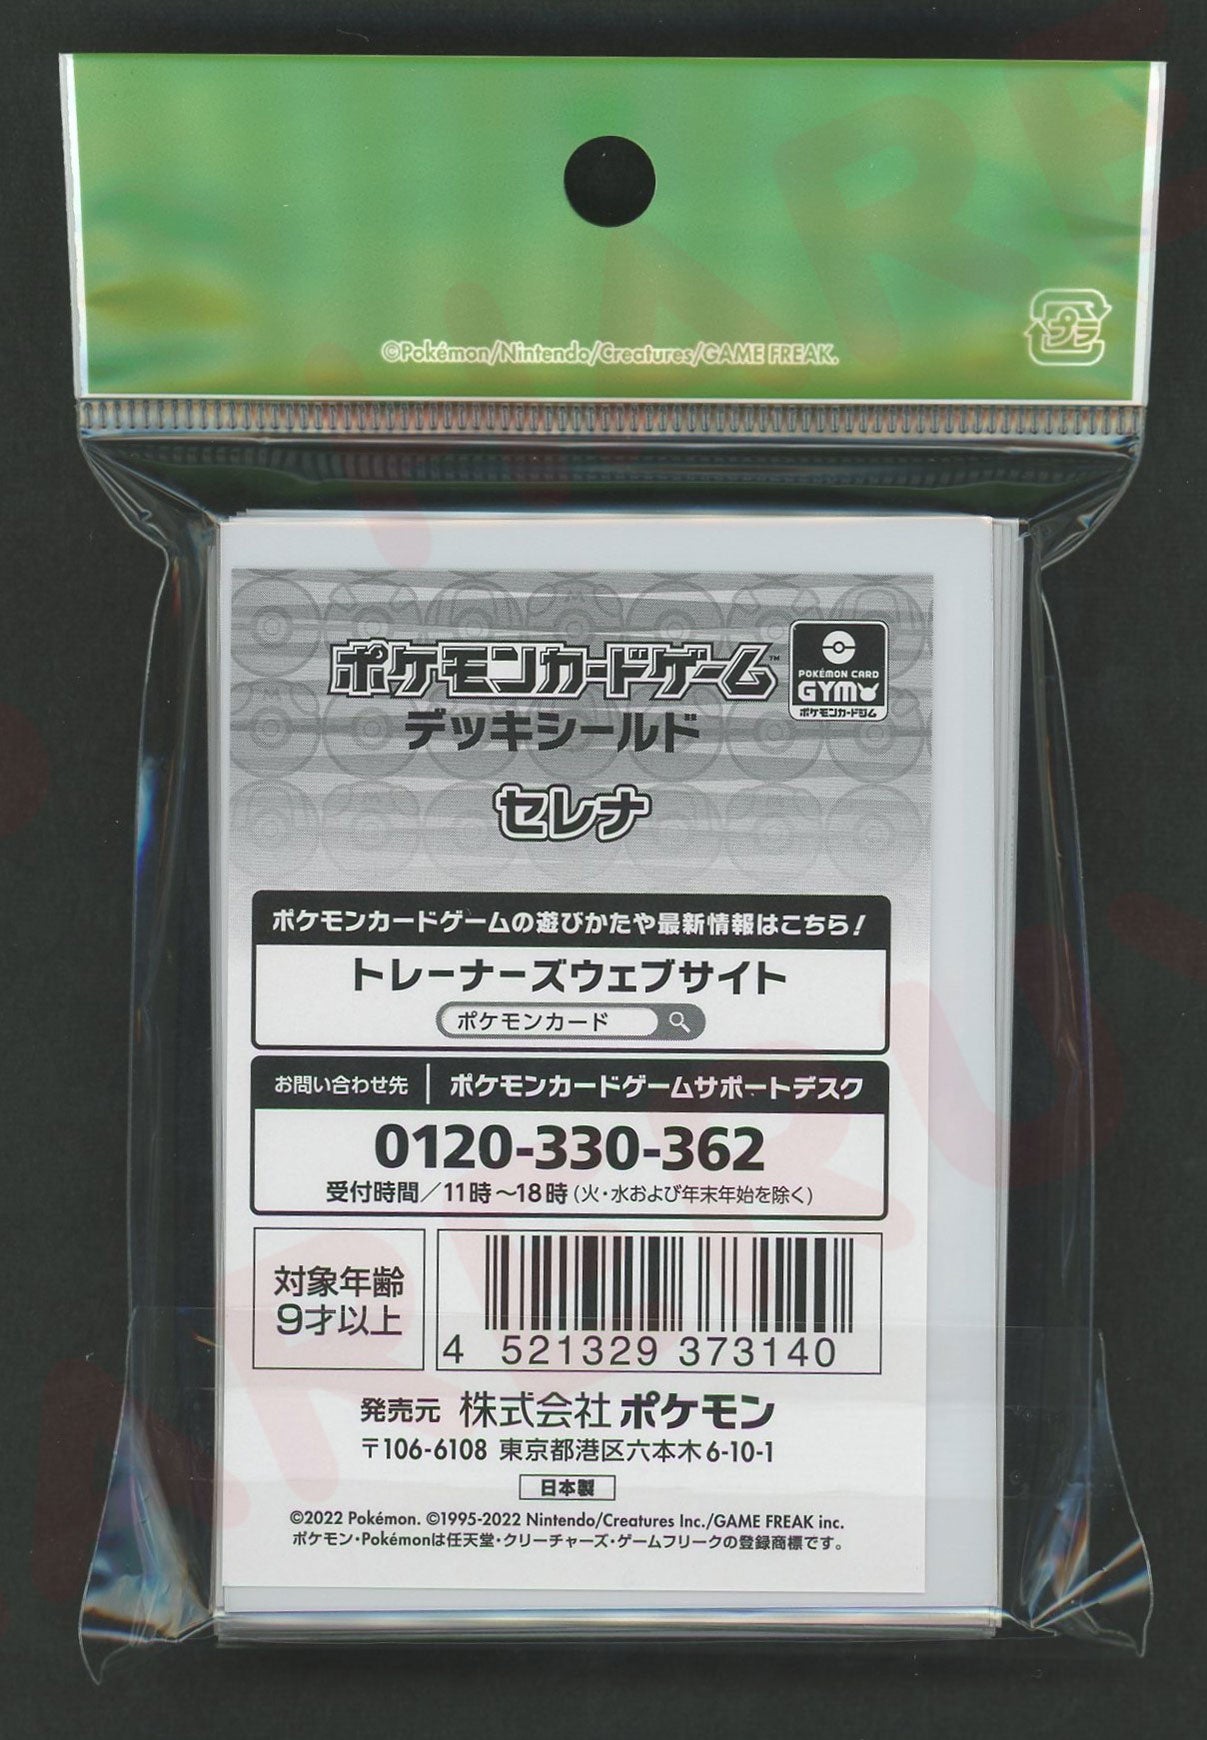 ©Pokémon/Nintendo/Creatures/GAME FREAK.
プラ
ポケモンカードゲーム™
POKÉMON CARD
GYM
ポケモンカードジム
デッキシールド
セレナ
ポケモンカードゲームの遊びかたや最新情報はこちら!
トレーナーズウェブサイト
ポケモンカード
お問い合わせ先 ポケモンカードゲームサポートデスク
0120-330-362
受付時間/11時~18時(火・水および年末年始を除く)
対象年齢
9才以上
4 521329 373140
発売元 株式会社ポケモン
〒106-6108 東京都港区六本木6-10-1
日本製
©2022 Pokémon. ©1995-2022 Nintendo/Creatures Inc./GAME FREAK inc.
ポケモン・Pokémonは任天堂・クリーチャーズ・ゲームフリークの登録商標です。